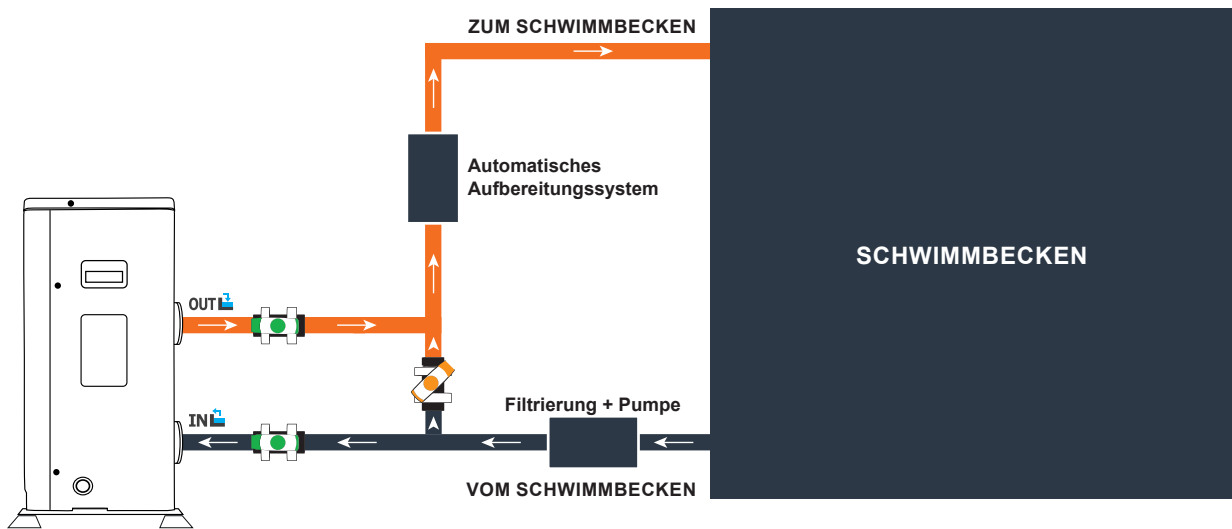 ZUM SCHWIMMBECKEN
Automatisches
Aufbereitungssystem
SCHWIMMBECKEN
OUT
IN
Filtrierung + Pumpe
VOM SCHWIMMBECKEN